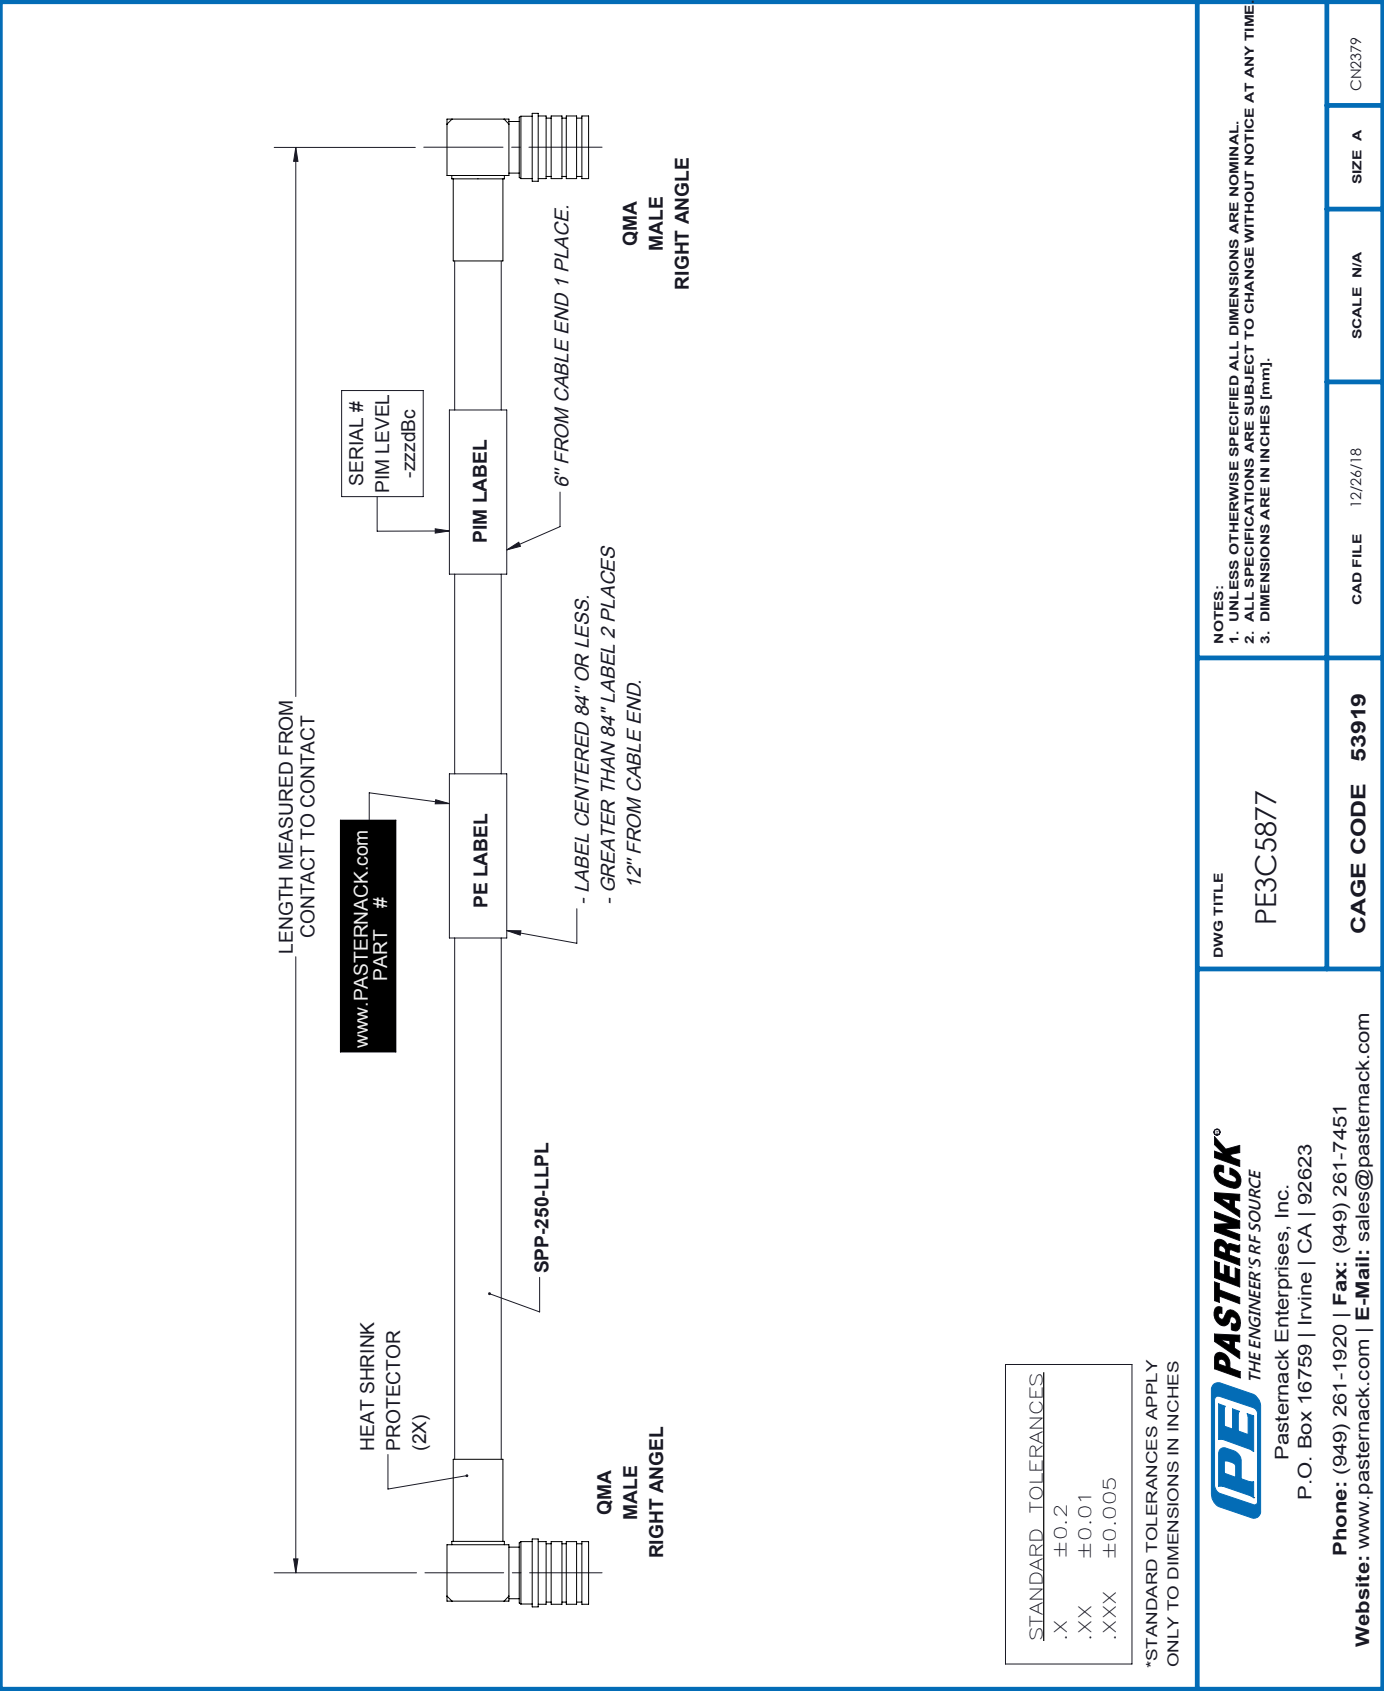 LENGTH MEASURED FROM
CONTACT TO CONTACT
HEAT SHRINK
PROTECTOR
(2X)
www.PASTERNACK.com
PART #
SERIAL #
PIM LEVEL
-zzzdBc
PE LABEL
PIM LABEL
SPP-250-LLPL
- LABEL CENTERED 84" OR LESS.
- GREATER THAN 84" LABEL 2 PLACES
12" FROM CABLE END.
6" FROM CABLE END 1 PLACE.
QMA
MALE
RIGHT ANGEL
QMA
MALE
RIGHT ANGLE
STANDARD TOLERANCES
.X ±0.2
.XX ±0.01
.XXX ±0.005
*STANDARD TOLERANCES APPLY
ONLY TO DIMENSIONS IN INCHES
PE PASTERNACK®
THE ENGINEER'S RF SOURCE
Pasternack Enterprises, Inc.
P.O. Box 16759 | Irvine | CA | 92623
Phone: (949) 261-1920 | Fax: (949) 261-7451
Website: www.pasternack.com | E-Mail: sales@pasternack.com
DWG TITLE
PE3C5877
CAGE CODE 53919
NOTES:
1. UNLESS OTHERWISE SPECIFIED ALL DIMENSIONS ARE NOMINAL.
2. ALL SPECIFICATIONS ARE SUBJECT TO CHANGE WITHOUT NOTICE AT ANY TIME.
3. DIMENSIONS ARE IN INCHES [mm].
CAD FILE 12/26/18
SCALE N/A
SIZE A
CN2379